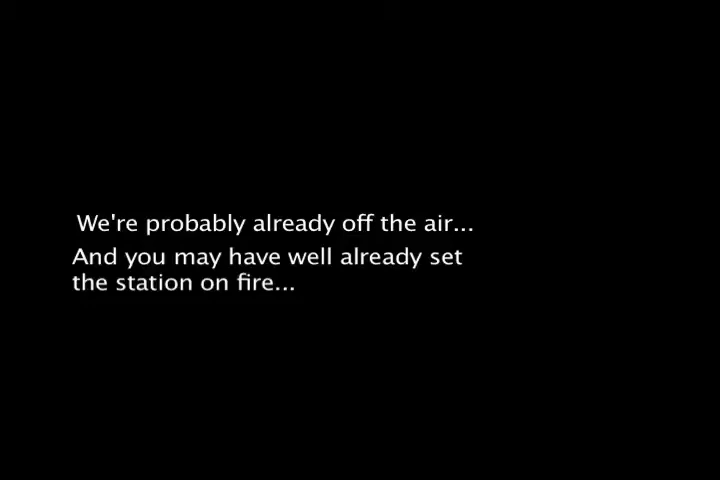 We're probably already off the air...
And you may have well already set
the station on fire...